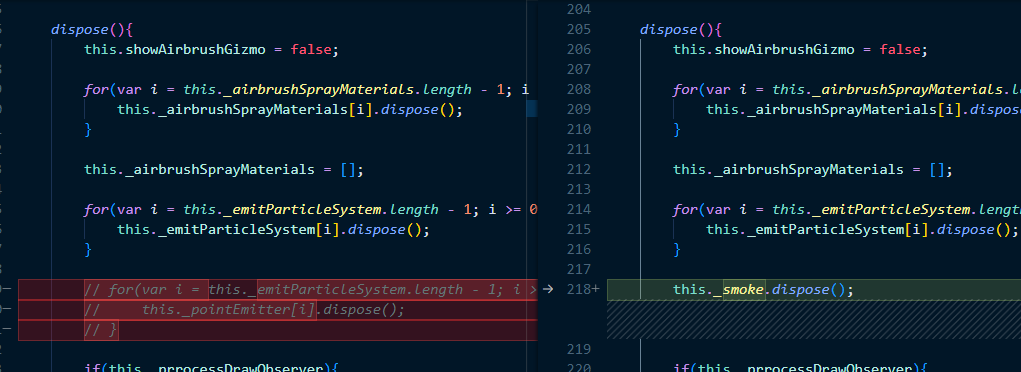 204
dispose(){
205 dispose(){
this.showAirbrushGizmo = false;
206 this.showAirbrushGizmo = false;
207
for(var i = this._airbrushSprayMaterials.length - 1; i
208 for(var i = this._airbrushSprayMaterials.
this._airbrushSprayMaterials[i].dispose();
209 this._airbrushSprayMaterials[i].dispos
}
210 }
211
this._airbrushSprayMaterials = [];
212 this._airbrushSprayMaterials = [];
213
for(var i = this._emitParticleSystem.length - 1; i >= 0
214 for(var i = this._emitParticleSystem.lengt
this._emitParticleSystem[i].dispose();
215 this._emitParticleSystem[i].dispose();
}
216 }
217
// for(var i = this._emitParticleSystem.length - 1; i >
218+ this._smoke.dispose();
//     this._pointEmitter[i].dispose();
// }
219
if(this._prrocessDrawObserver){
220 if(this._prrocessDrawObserver){